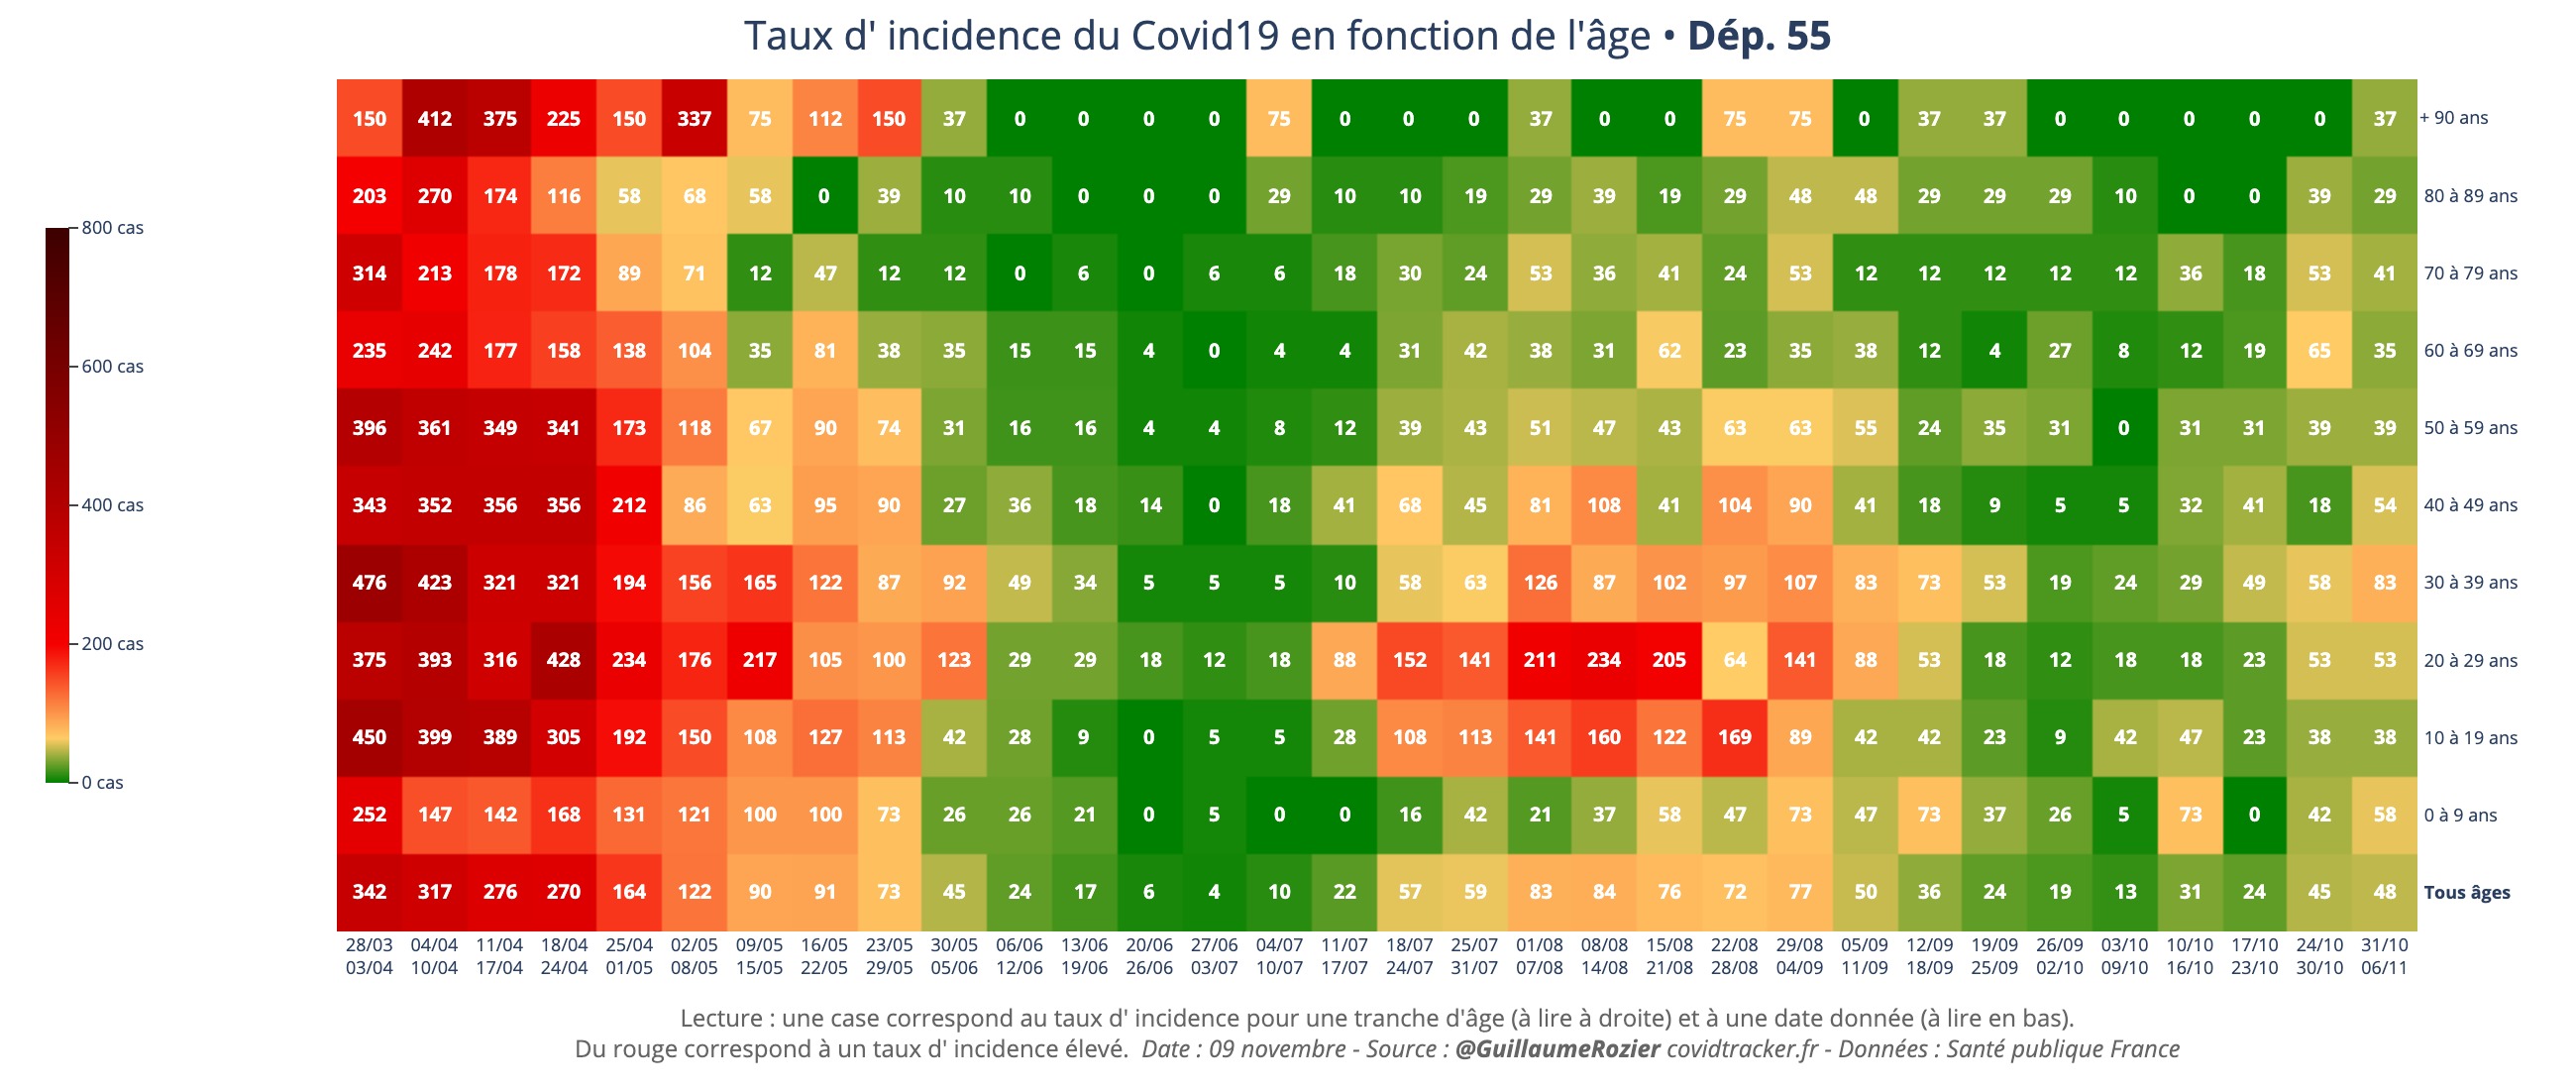 Taux d' incidence du Covid19 en fonction de l'âge • Dép. 55
800 cas
600 cas
400 cas
200 cas
0 cas
150 412 375 225 150 337 75 112 150 37 0 0 0 0 75 0 0 0 37 0 0 75 75 0 37 37 0 0 0 0 0 37 + 90 ans
203 270 174 116 58 68 58 0 39 10 10 0 0 0 29 10 10 19 29 39 19 29 48 48 29 29 29 10 0 0 39 29 80 à 89 ans
314 213 178 172 89 71 12 47 12 12 0 6 0 6 6 18 30 24 53 36 41 24 53 12 12 12 12 12 36 18 53 41 70 à 79 ans
235 242 177 158 138 104 35 81 38 35 15 15 4 0 4 4 31 42 38 31 62 23 35 38 12 4 27 8 12 19 65 35 60 à 69 ans
396 361 349 341 173 118 67 90 74 31 16 16 4 4 8 12 39 43 51 47 43 63 63 55 24 35 31 0 31 31 39 39 50 à 59 ans
343 352 356 356 212 86 63 95 90 27 36 18 14 0 18 41 68 45 81 108 41 104 90 41 18 9 5 5 32 41 18 54 40 à 49 ans
476 423 321 321 194 156 165 122 87 92 49 34 5 5 5 10 58 63 126 87 102 97 107 83 73 53 19 24 29 49 58 83 30 à 39 ans
375 393 316 428 234 176 217 105 100 123 29 29 18 12 18 88 152 141 211 234 205 64 141 88 53 18 12 18 18 23 53 53 20 à 29 ans
450 399 389 305 192 150 108 127 113 42 28 9 0 5 5 28 108 113 141 160 122 169 89 42 42 23 9 42 47 23 38 38 10 à 19 ans
252 147 142 168 131 121 100 100 73 26 26 21 0 5 0 0 16 42 21 37 58 47 73 47 73 37 26 5 73 0 42 58 0 à 9 ans
342 317 276 270 164 122 90 91 73 45 24 17 6 4 10 22 57 59 83 84 76 72 77 50 36 24 19 13 31 24 45 48 Tous âges
28/03 04/04 11/04 18/04 25/04 02/05 09/05 16/05 23/05 30/05 06/06 13/06 20/06 27/06 04/07 11/07 18/07 25/07 01/08 08/08 15/08 22/08 29/08 05/09 12/09 19/09 26/09 03/10 10/10 17/10 24/10 31/10
03/04 10/04 17/04 24/04 01/05 08/05 15/05 22/05 29/05 05/06 12/06 19/06 26/06 03/07 10/07 17/07 24/07 31/07 07/08 14/08 21/08 28/08 04/09 11/09 18/09 25/09 02/10 09/10 16/10 23/10 30/10 06/11
Lecture : une case correspond au taux d' incidence pour une tranche d'âge (à lire à droite) et à une date donnée (à lire en bas).
Du rouge correspond à un taux d' incidence élevé. Date : 09 novembre - Source : @GuillaumeRozier covidtracker.fr - Données : Santé publique France